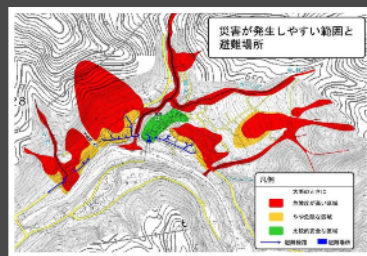 災害が発生しやすい範囲と
避難場所
凡例
危険度が高い区域
やや危険な区域
比較的安全な区域
避難経路
避難場所